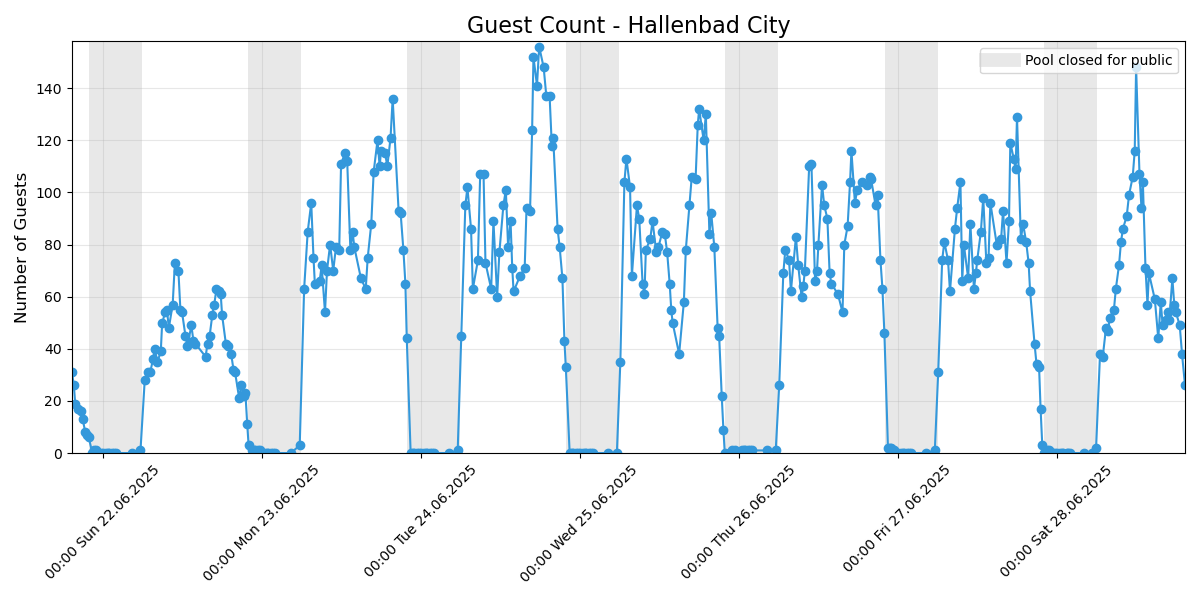 Guest Count - Hallenbad City
Pool closed for public
Number of Guests
140
120
100
80
60
40
20
0
00:00 Sun 22.06.2025
00:00 Mon 23.06.2025
00:00 Tue 24.06.2025
00:00 Wed 25.06.2025
00:00 Thu 26.06.2025
00:00 Fri 27.06.2025
00:00 Sat 28.06.2025